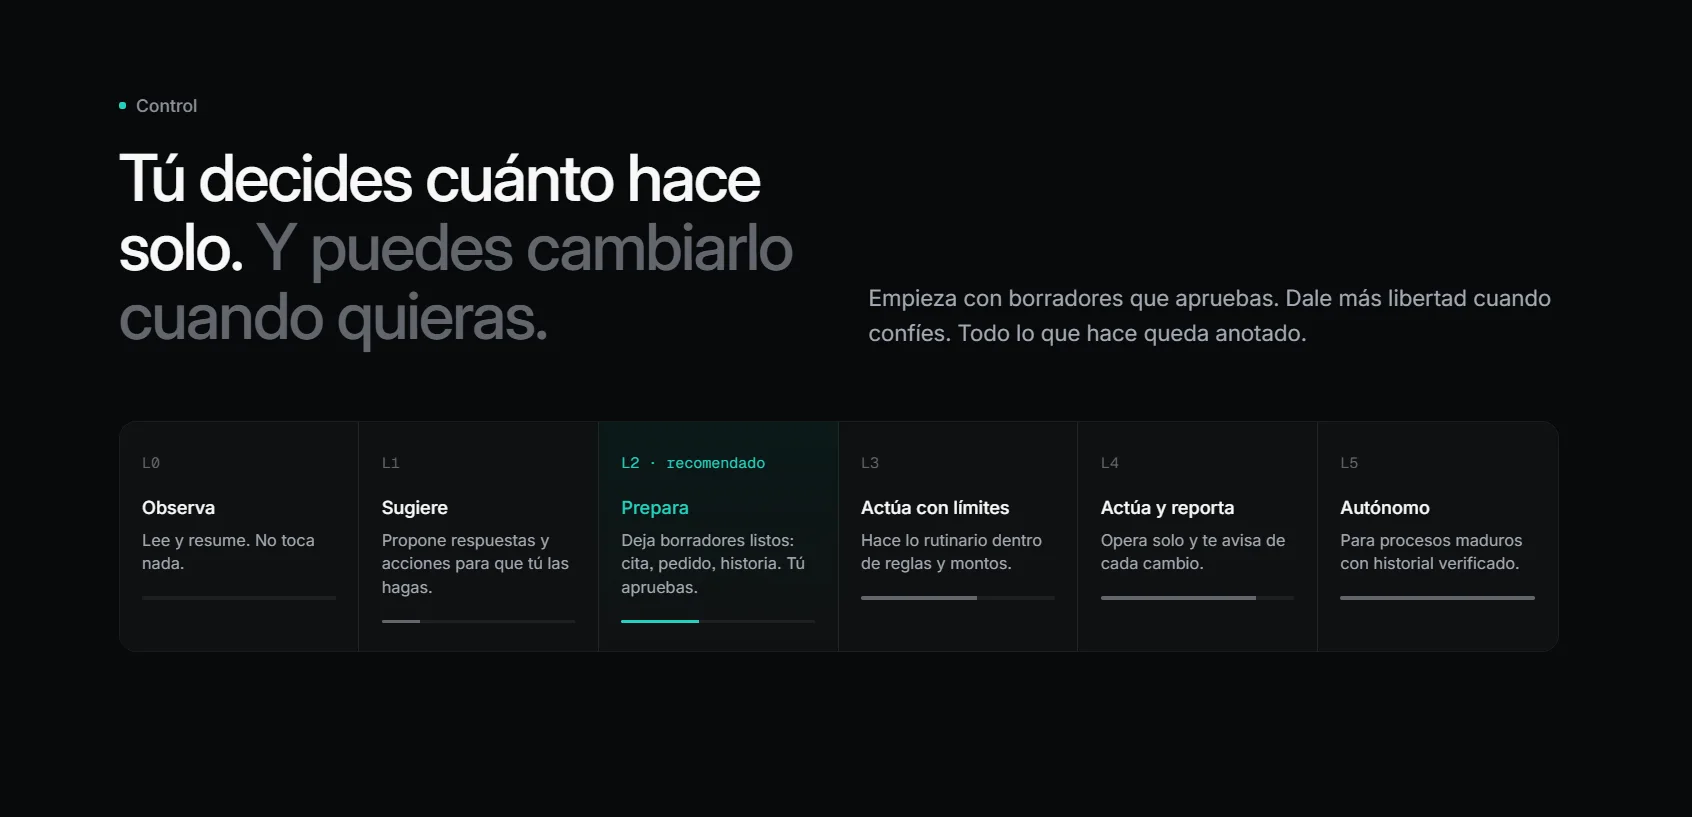 Control
Tú decides cuánto hace
solo. Y puedes cambiarlo
cuando quieras.
Empieza con borradores que apruebas. Dale más libertad cuando
confíes. Todo lo que hace queda anotado.
L0
Observa
Lee y resume. No toca
nada.
L1
Sugiere
Propone respuestas y
acciones para que tú las
hagas.
L2 · recomendado
Prepara
Deja borradores listos:
cita, pedido, historia. Tú
apruebas.
L3
Actúa con límites
Hace lo rutinario dentro
de reglas y montos.
L4
Actúa y reporta
Opera solo y te avisa de
cada cambio.
L5
Autónomo
Para procesos maduros
con historial verificado.